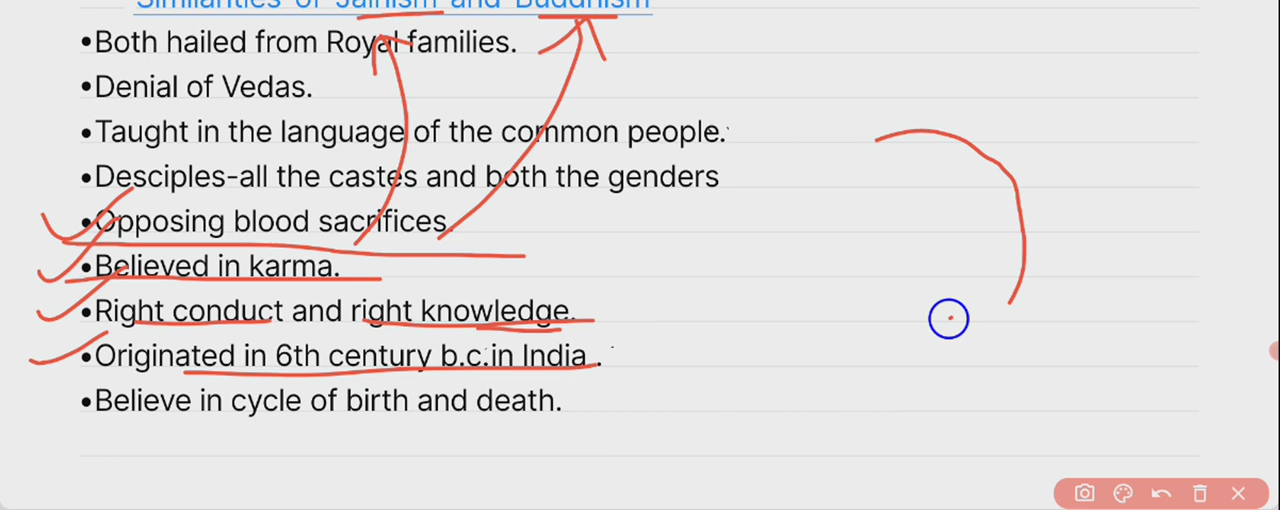 Similarities of Jainism and Buddhism
•Both hailed from Royal families.
•Denial of Vedas.
•Taught in the language of the common people.
•Desciples-all the castes and both the genders
•Opposing blood sacrifices.
•Believed in karma.
•Right conduct and right knowledge.
•Originated in 6th century b.c.in India .
•Believe in cycle of birth and death.